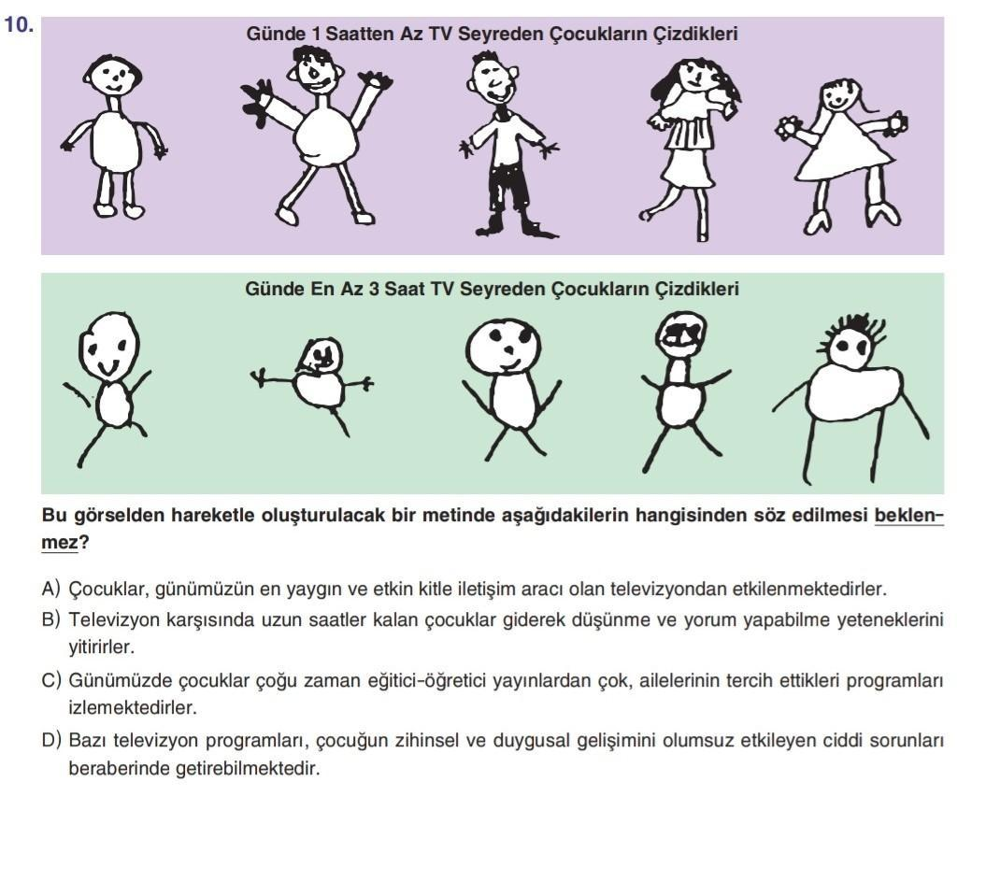 10.
Günde 1 Saatten Az TV Seyreden Çocukların Çizdikleri
Günde En Az 3 Saat TV Seyreden Çocukların Çizdikleri
Bu görselden hareketle oluşturulacak bir metinde aşağıdakilerin hangisinden söz edilmesi beklen-
mez?
A) Çocuklar, günümüzün en yaygın ve etkin kitle iletişim aracı olan televizyondan etkilenmektedirler.
B) Televizyon karşısında uzun saatler kalan çocuklar giderek düşünme ve yorum yapabilme yeteneklerini
yitirirler.
C) Günümüzde çocuklar çoğu zaman eğitici-öğretici yayınlardan çok, ailelerinin tercih ettikleri programları
izlemektedirler.
D) Bazı televizyon programları, çocuğun zihinsel ve duygusal gelişimini olumsuz etkileyen ciddi sorunları
beraberinde getirebilmektedir.